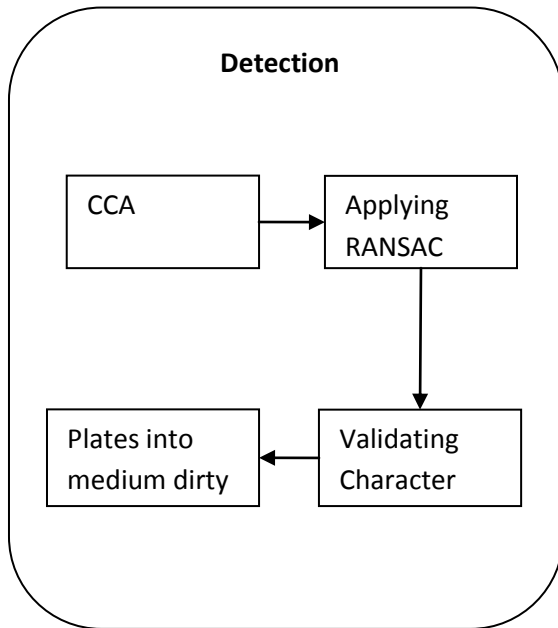 Detection
CCA
Applying
RANSAC
Plates into
medium dirty
Validating
Character